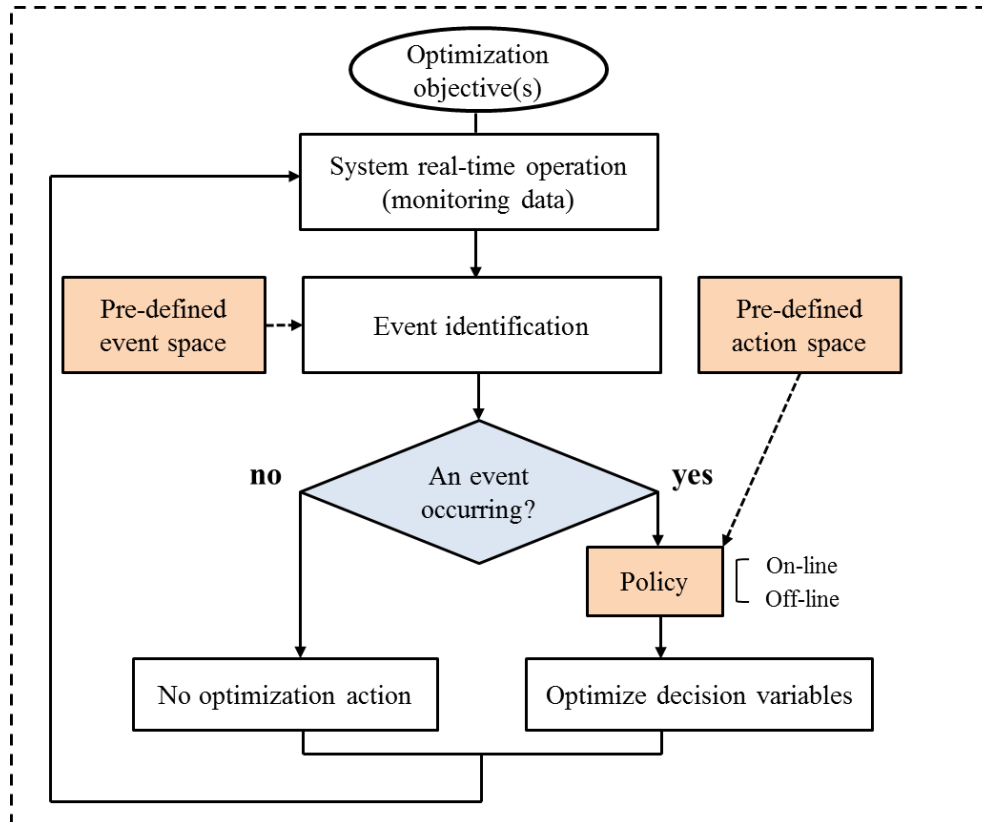 Optimization
objective(s)
System real-time operation
(monitoring data)
Pre-defined
event space
Event identification
Pre-defined
action space
no
An event
occurring?
yes
Policy
On-line
Off-line
No optimization action
Optimize decision variables